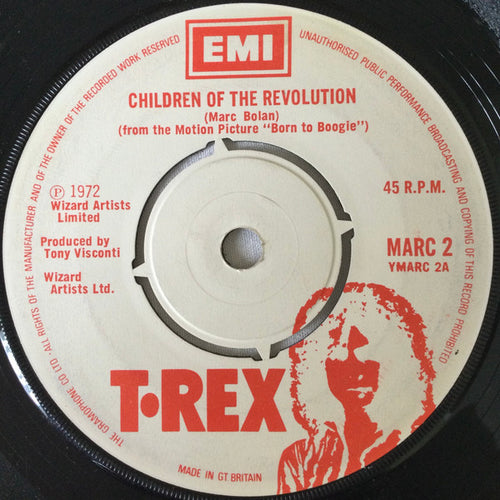 EMI
CHILDREN OF THE REVOLUTION
(Marc Bolan)
(from the Motion Picture "Born to Boogie")
℗ 1972
Wizard Artists
Limited
Produced by
Tony Visconti
Wizard
Artists Ltd.
45 R.P.M.
MARC 2
YMARC 2A
T•REX
MADE IN GT BRITAIN
THE GRAMOPHONE CO LTD · ALL RIGHTS OF THE MANUFACTURER AND OF THE OWNER OF THE RECORDED WORK RESERVED
UNAUTHORISED PUBLIC PERFORMANCE BROADCASTING AND COPYING OF THIS RECORD PROHIBITED